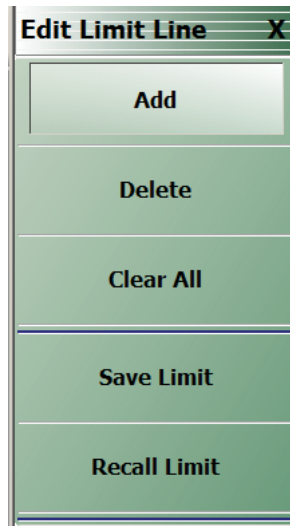 Edit Limit Line X
Add
Delete
Clear All
Save Limit
Recall Limit